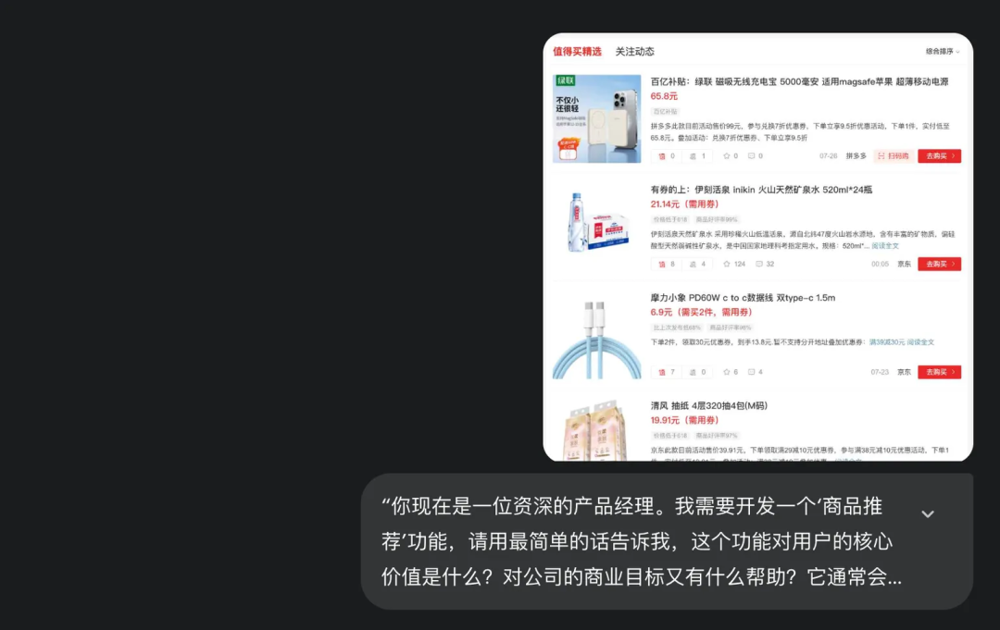 值得买精选 关注动态 综合排序
绿联
不仅小
还很轻
百亿补贴：绿联 磁吸无线充电宝 5000毫安 适用magsafe苹果 超薄移动电源
65.8元
百亿补贴
拼多多此款目前活动售价99元，参与兑换7折优惠券、下单立享9.5折优惠活动，下单1件，实付低至
65.8元。叠加活动：兑换7折优惠券、下单立享9.5折
值 0 1 0 0 07-26 拼多多 扫码购 去购买
有券的上：伊刻活泉 inikin 火山天然矿泉水 520ml*24瓶
21.14元（需用券）
价格低于618 商品好评率99%
伊刻活泉天然矿泉水 采用珍稀火山低温活泉，源自北纬47度火山岩水源地，含有丰富的矿物质，偏硅
酸型天然弱碱性矿泉水，是中国国家地理科考指定用水。规格：520ml*... 阅读全文
值 6 4 124 32 00:05 京东 去购买
摩力小象 PD60W c to c数据线 双type-c 1.5m
6.9元（需买2件，需用券）
比上次发布低68% 商品好评率96%
下单2件，领取30元优惠券，到手13.8元.暂不支持分开地址叠加优惠券：满39减30元 阅读全文
值 7 0 6 4 07-23 京东 去购买
清风 抽纸 4层320抽4包(M码)
19.91元（需用券）
价格低于618 商品好评率97%
京东此款目前活动售价39.91元，下单领取满29减10元优惠券，参与满38元减10元优惠活动，下单1
“你现在是一位资深的产品经理。我需要开发一个‘商品推
荐’功能，请用最简单的话告诉我，这个功能对用户的核心
价值是什么？对公司的商业目标又有什么帮助？它通常会...